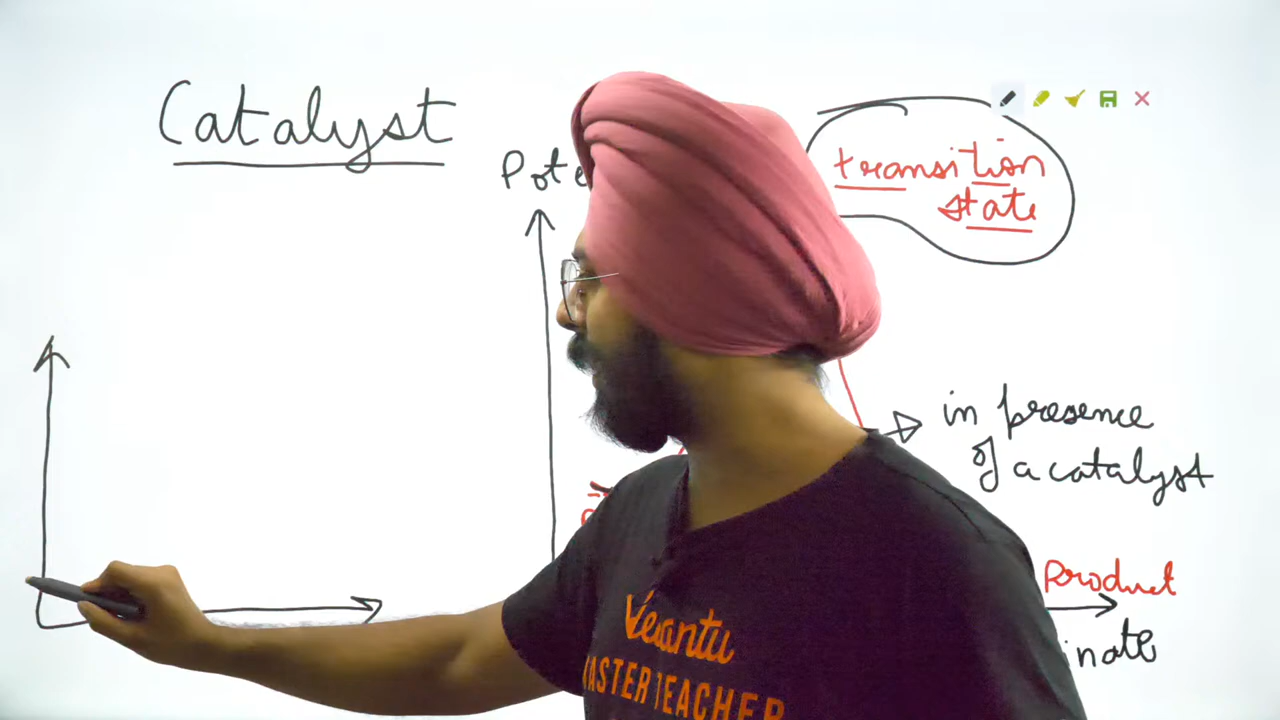 Catalyst
Pote
transition
state
in presence
of a catalyst
Product
inate
Vedantu
MASTER TEACHER